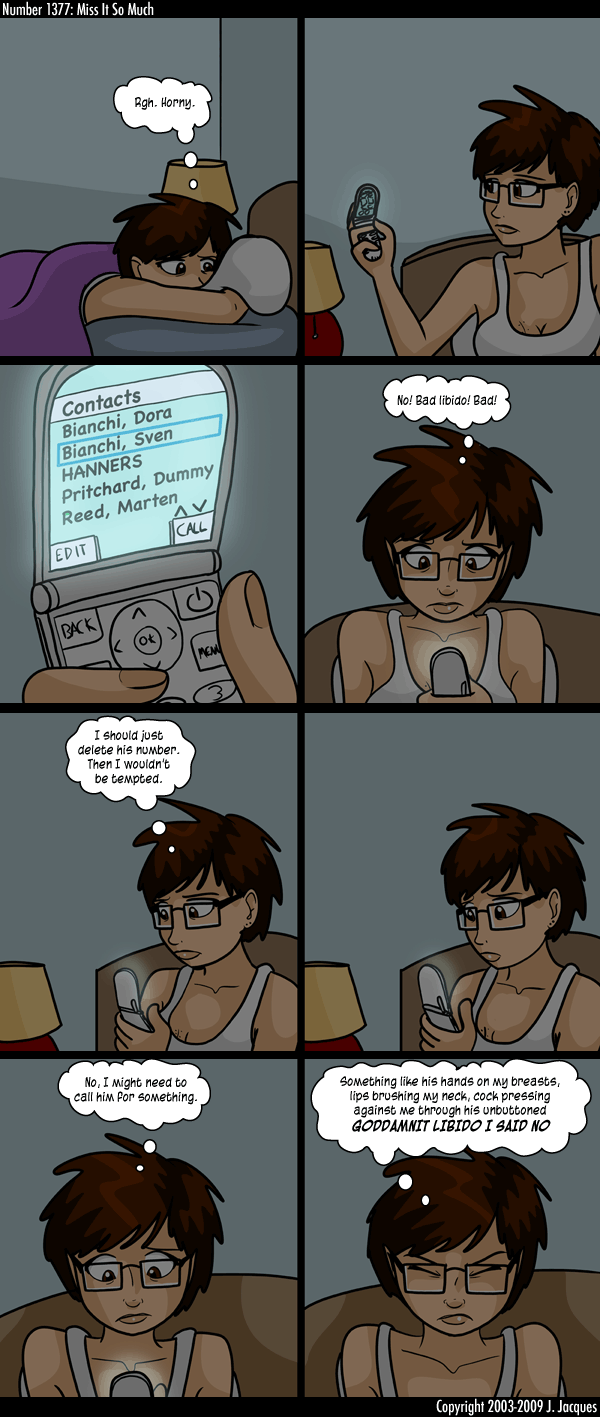 Number 1377: Miss It So Much
Rgh. Horny.
Contacts
Bianchi, Dora
Bianchi, Sven
HANNERS
Pritchard, Dummy
Reed, Marten
EDIT
CALL
BACK
OK
MENU
3
No! Bad libido! Bad!
I should just
delete his number.
Then I wouldn't
be tempted.
No, I might need to
call him for something.
Something like his hands on my breasts,
lips brushing my neck, cock pressing
against me through his unbuttoned
GODDAMNIT LIBIDO I SAID NO
Copyright 2003-2009 J. Jacques